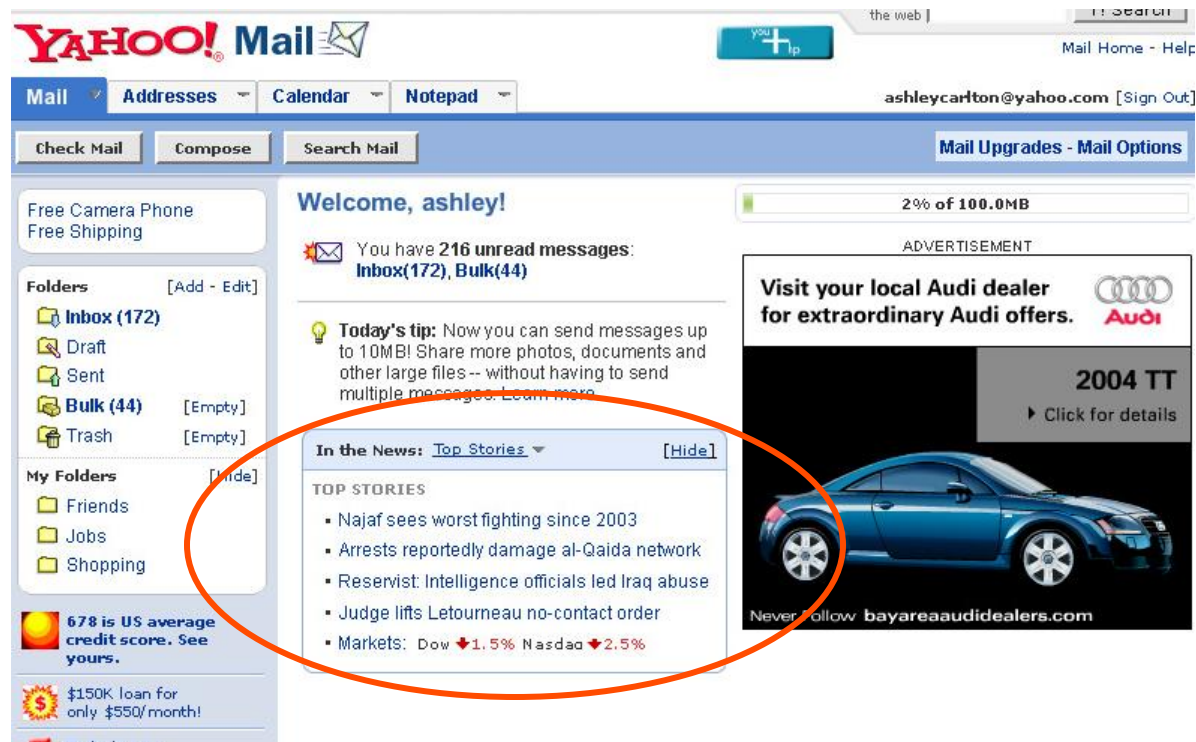 the web
YAHOO! Mail
you
lp
Mail Home - Help
Mail Addresses Calendar Notepad
ashleycarlton@yahoo.com [Sign Out]
Check Mail Compose Search Mail
Mail Upgrades - Mail Options
Free Camera Phone
Free Shipping
Folders [Add - Edit]
Inbox (172)
Draft
Sent
Bulk (44) [Empty]
Trash [Empty]
My Folders [Hide]
Friends
Jobs
Shopping
678 is US average
credit score. See
yours.
$150K loan for
only $550/month!
Welcome, ashley!
You have 216 unread messages:
Inbox(172), Bulk(44)
Today's tip: Now you can send messages up
to 10MB! Share more photos, documents and
other large files -- without having to send
multiple messages. Learn more
In the News: Top Stories [Hide]
TOP STORIES
▪ Najaf sees worst fighting since 2003
▪ Arrests reportedly damage al-Qaida network
▪ Reservist: Intelligence officials led Iraq abuse
▪ Judge lifts Letourneau no-contact order
▪ Markets: Dow 1.5% Nasdaq 2.5%
2% of 100.0MB
ADVERTISEMENT
Visit your local Audi dealer
for extraordinary Audi offers.
Audi
2004 TT
Click for details
Never Follow bayareaaudidealers.com